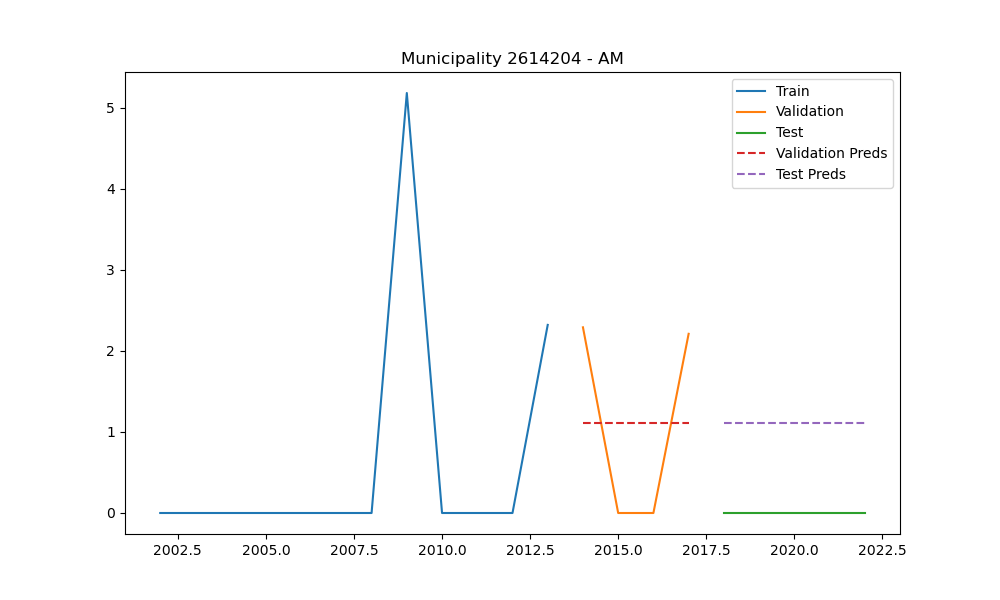 Municipality 2614204 - AM
Train
Validation
Test
Validation Preds
Test Preds
5
4
3
2
1
0
2002.5 2005.0 2007.5 2010.0 2012.5 2015.0 2017.5 2020.0 2022.5